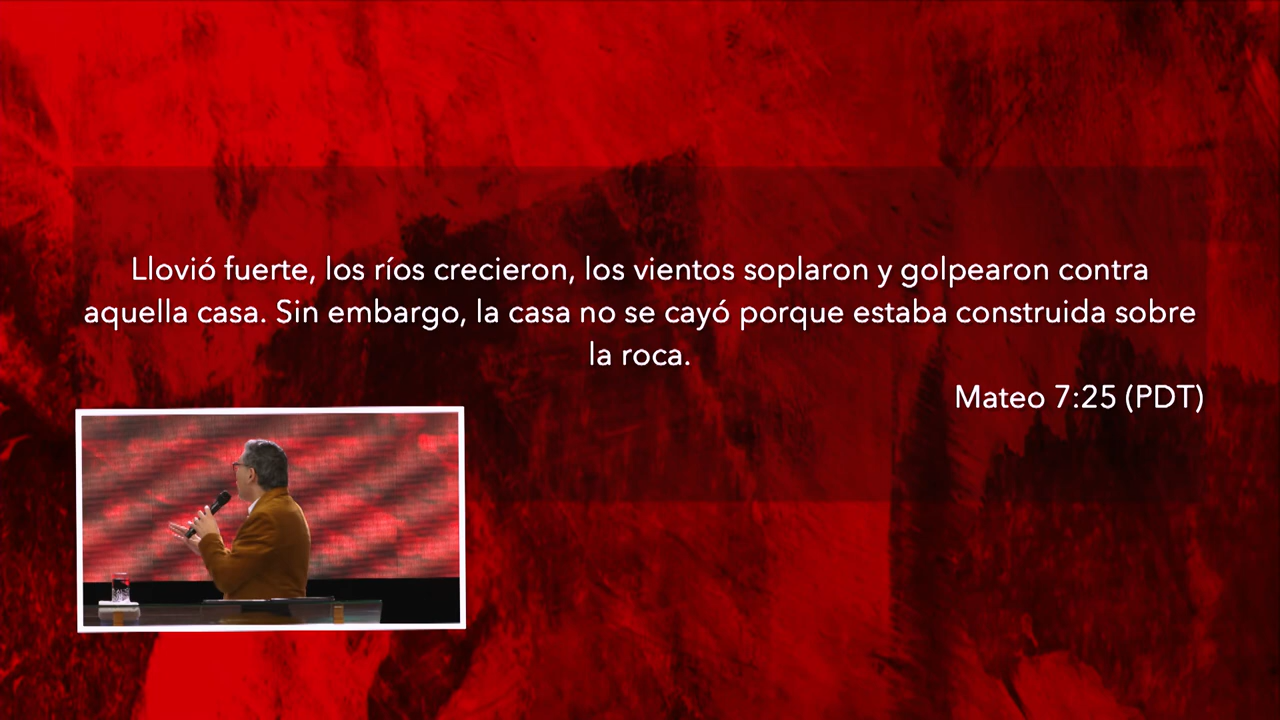 Llovió fuerte, los ríos crecieron, los vientos soplaron y golpearon contra
aquella casa. Sin embargo, la casa no se cayó porque estaba construida sobre
la roca.
Mateo 7:25 (PDT)